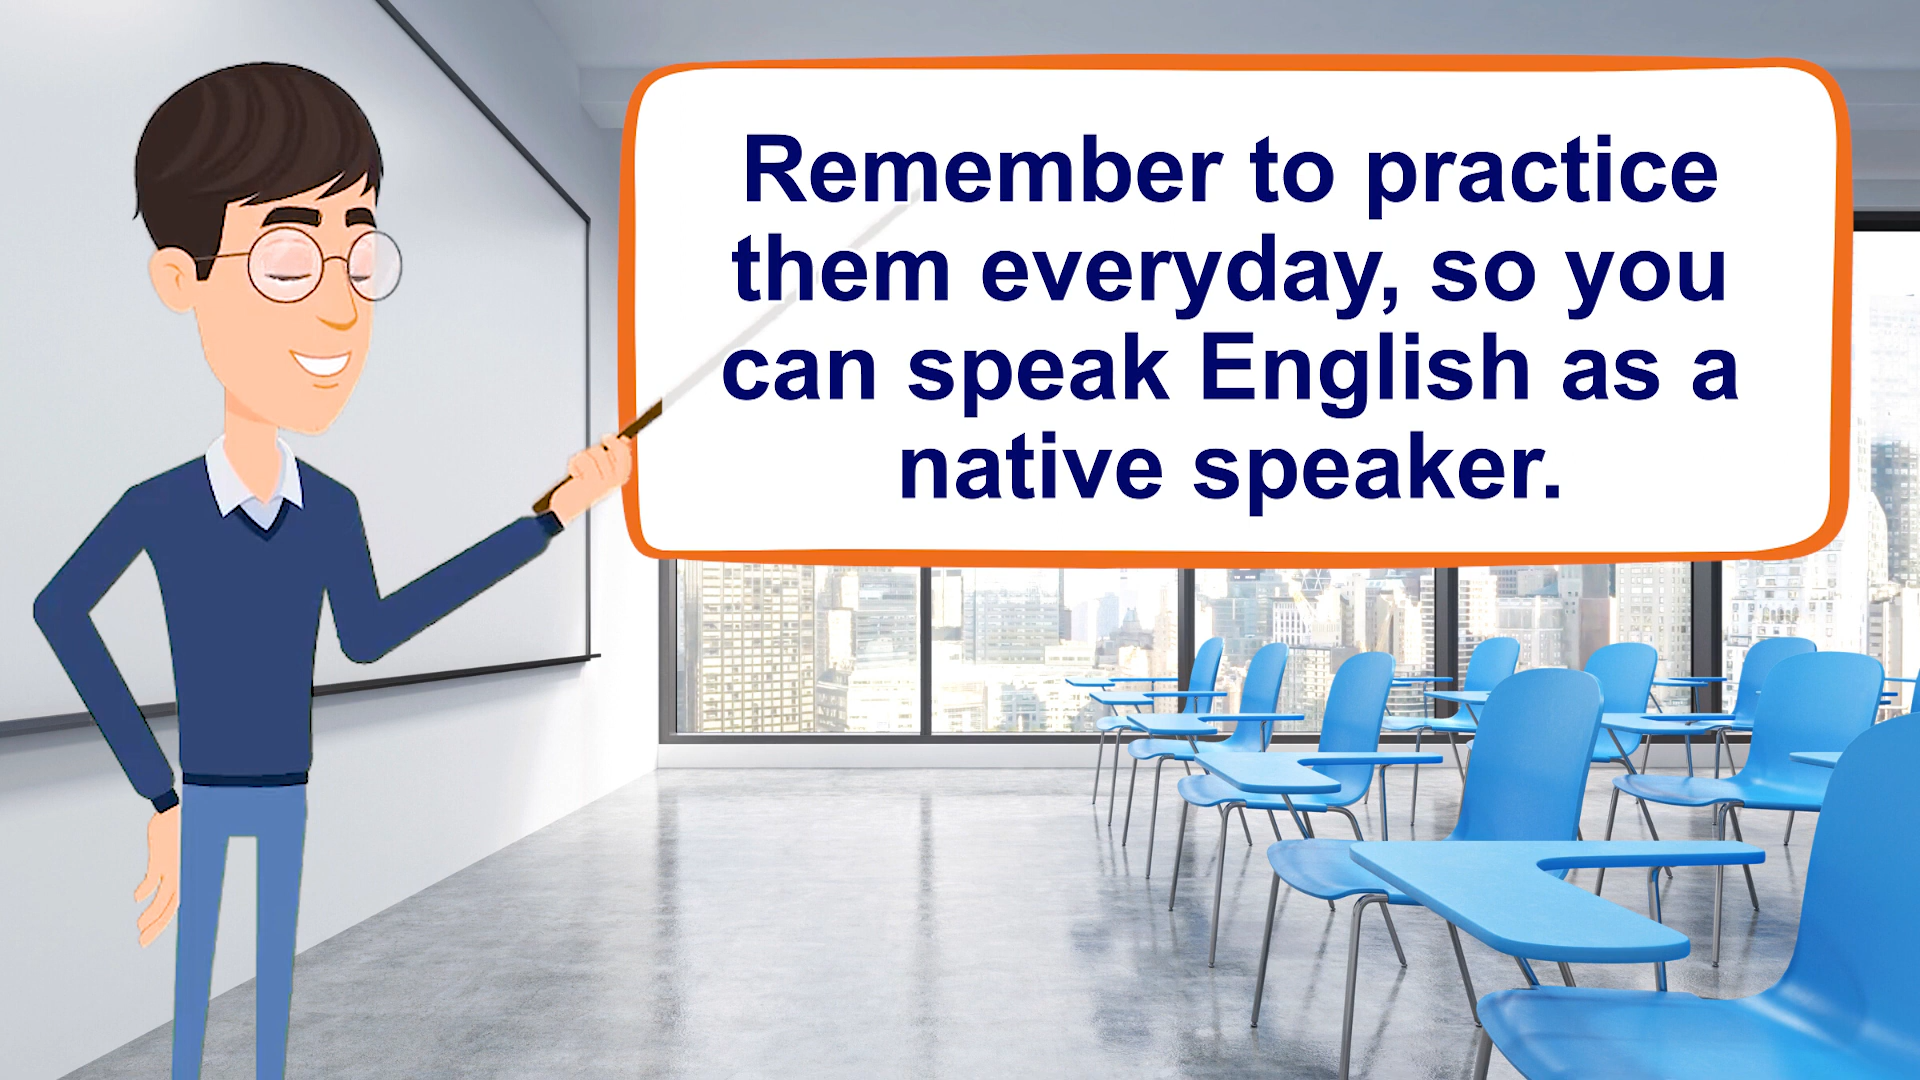 Remember to practice
them everyday, so you
can speak English as a
native speaker.